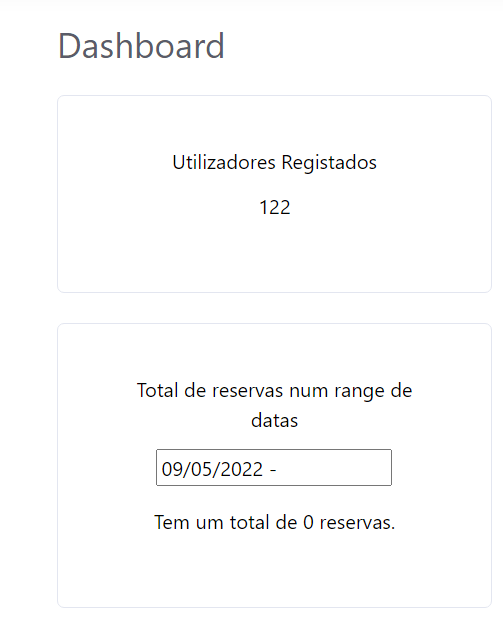 Dashboard
Utilizadores Registados
122
Total de reservas num range de
datas
09/05/2022 -
Tem um total de 0 reservas.